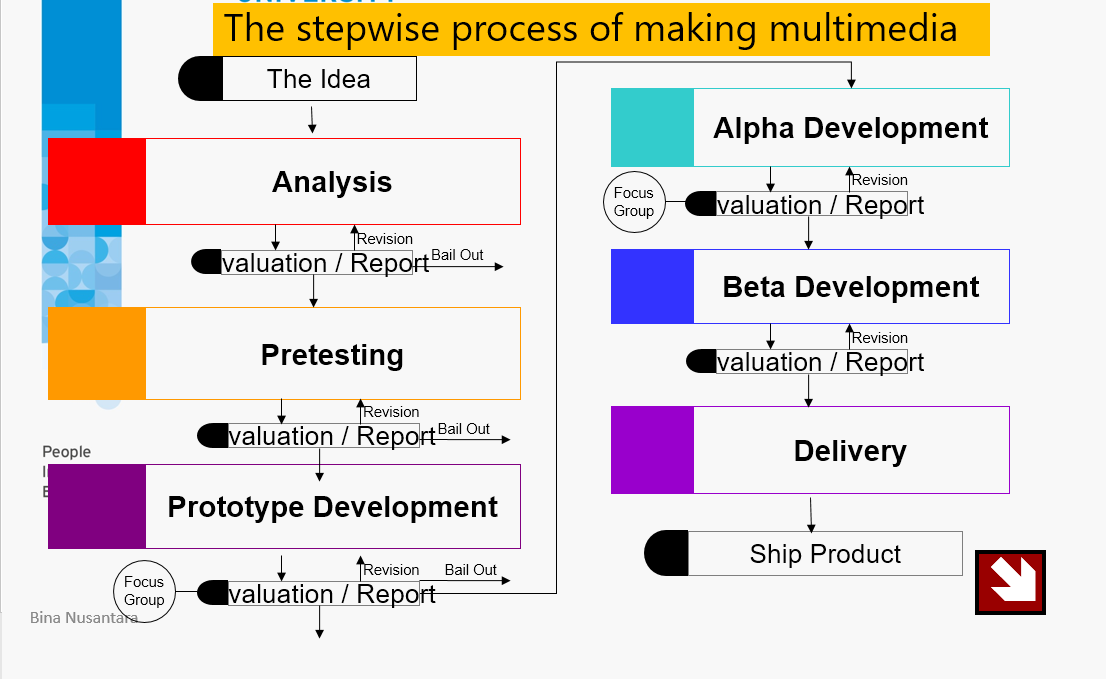 The stepwise process of making multimedia
The Idea
Analysis
Revision
valuation / Report
Bail Out
Pretesting
Revision
valuation / Report
Bail Out
People
Prototype Development
Revision
Bail Out
Focus
Group
valuation / Report
Bina Nusantara
Alpha Development
Revision
Focus
Group
valuation / Report
Beta Development
Revision
valuation / Report
Delivery
Ship Product